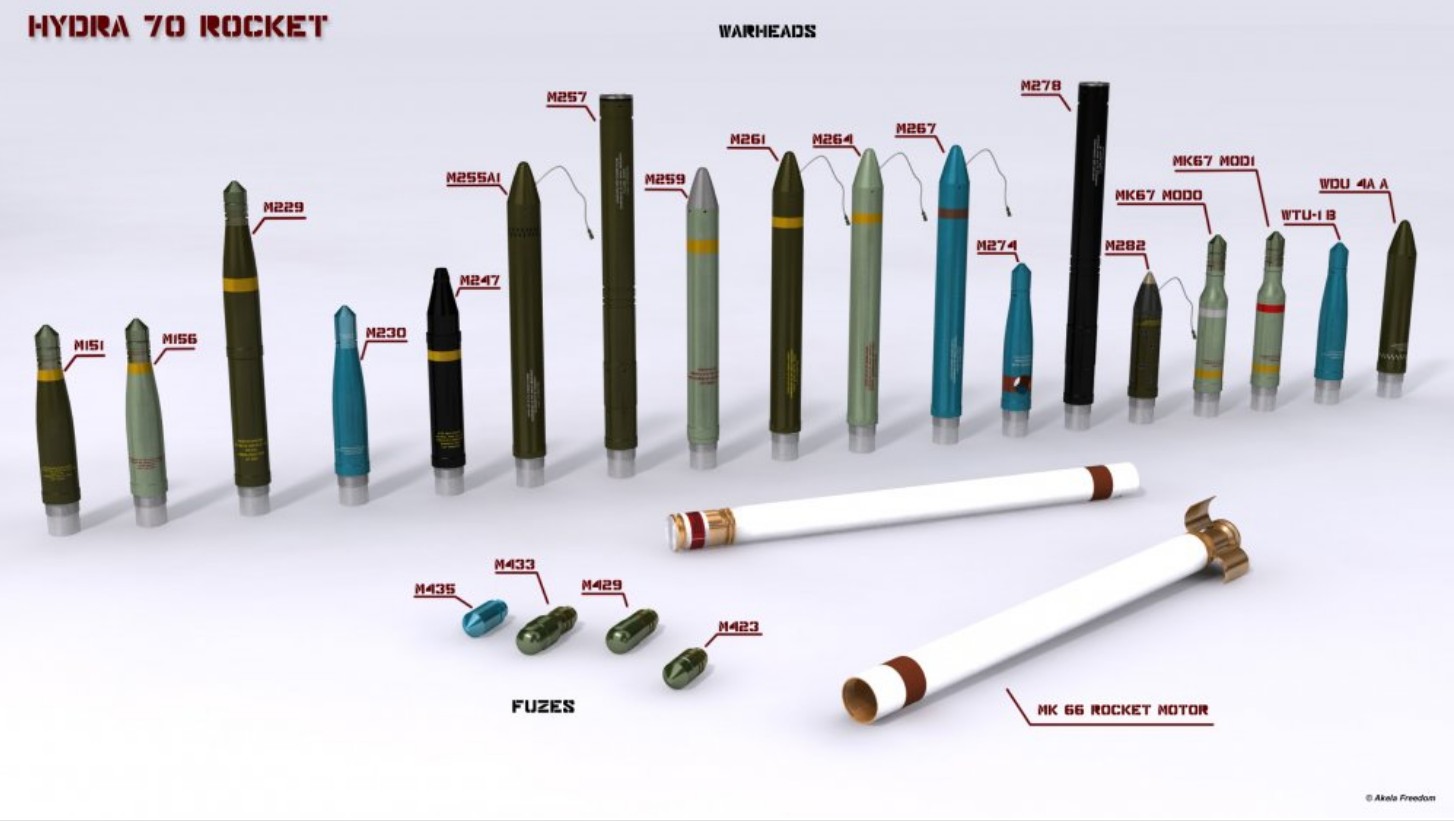 HYDRA 70 ROCKET
WARHEADS
M151
M156
M229
M230
M247
M255A1
M257
M259
M261
M264
M267
M274
M278
M282
MK67 MOD0
MK67 MOD1
WTU-1 B
WDU 4A A
M435
M433
M429
M423
FUZES
MK 66 ROCKET MOTOR
© Akela Freedom